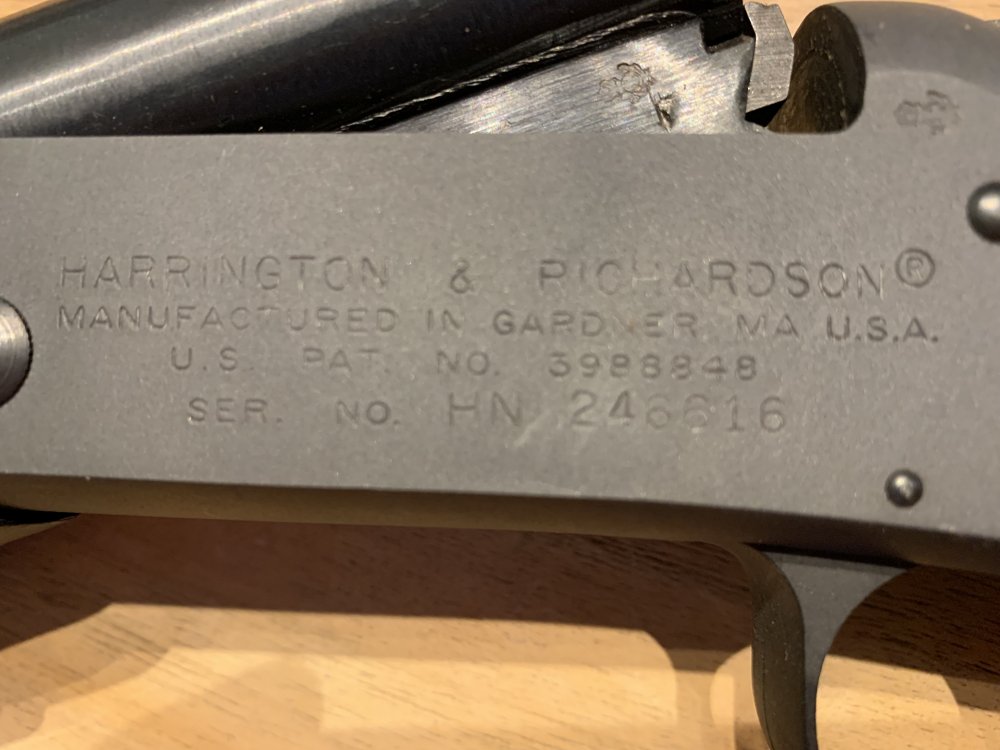 HARRINGTON & RICHARDSON®
MANUFACTURED IN GARDNER, MA U.S.A.
U.S. PAT. NO. 3988848
SER. NO. HN 246616